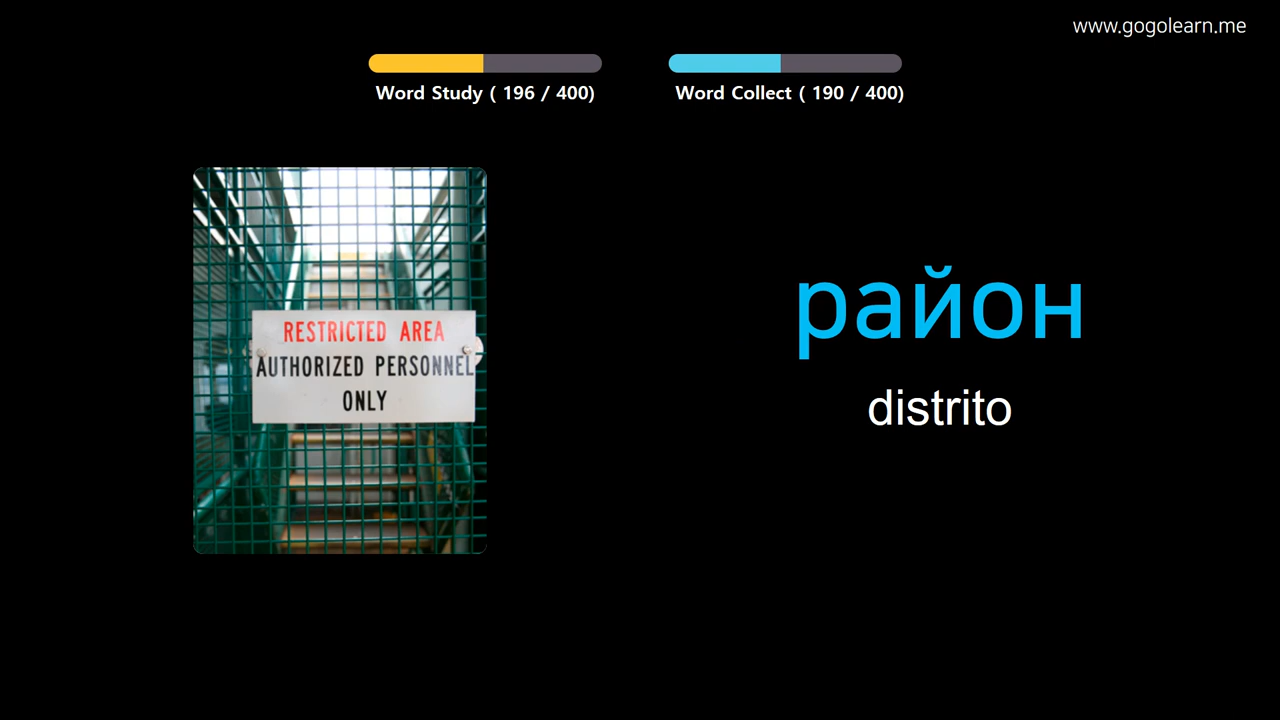 www.gogolearn.me
Word Study ( 196 / 400)
Word Collect ( 190 / 400)
RESTRICTED AREA
AUTHORIZED PERSONNEL
ONLY
район
distrito